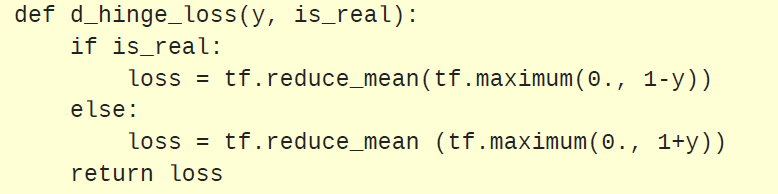 def d_hinge_loss(y, is_real):
    if is_real:
        loss = tf.reduce_mean(tf.maximum(0., 1-y))
    else:
        loss = tf.reduce_mean (tf.maximum(0., 1+y))
    return loss